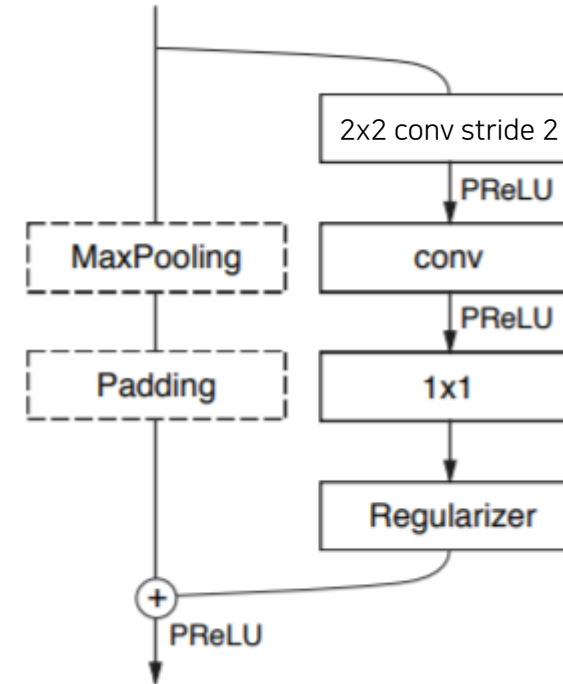 2x2 conv stride 2
PReLU
MaxPooling
conv
PReLU
Padding
1x1
Regularizer
+
PReLU